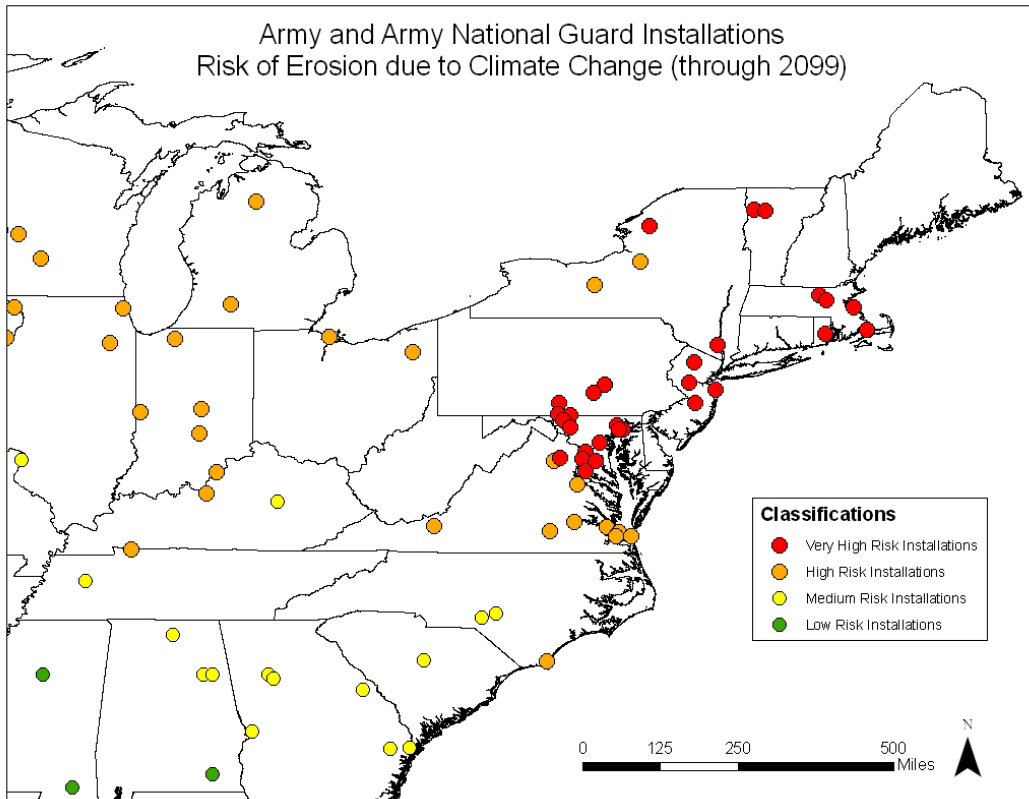 Army and Army National Guard Installations
Risk of Erosion due to Climate Change (through 2099)
Classifications
Very High Risk Installations
High Risk Installations
Medium Risk Installations
Low Risk Installations
N
0 125 250 500
Miles